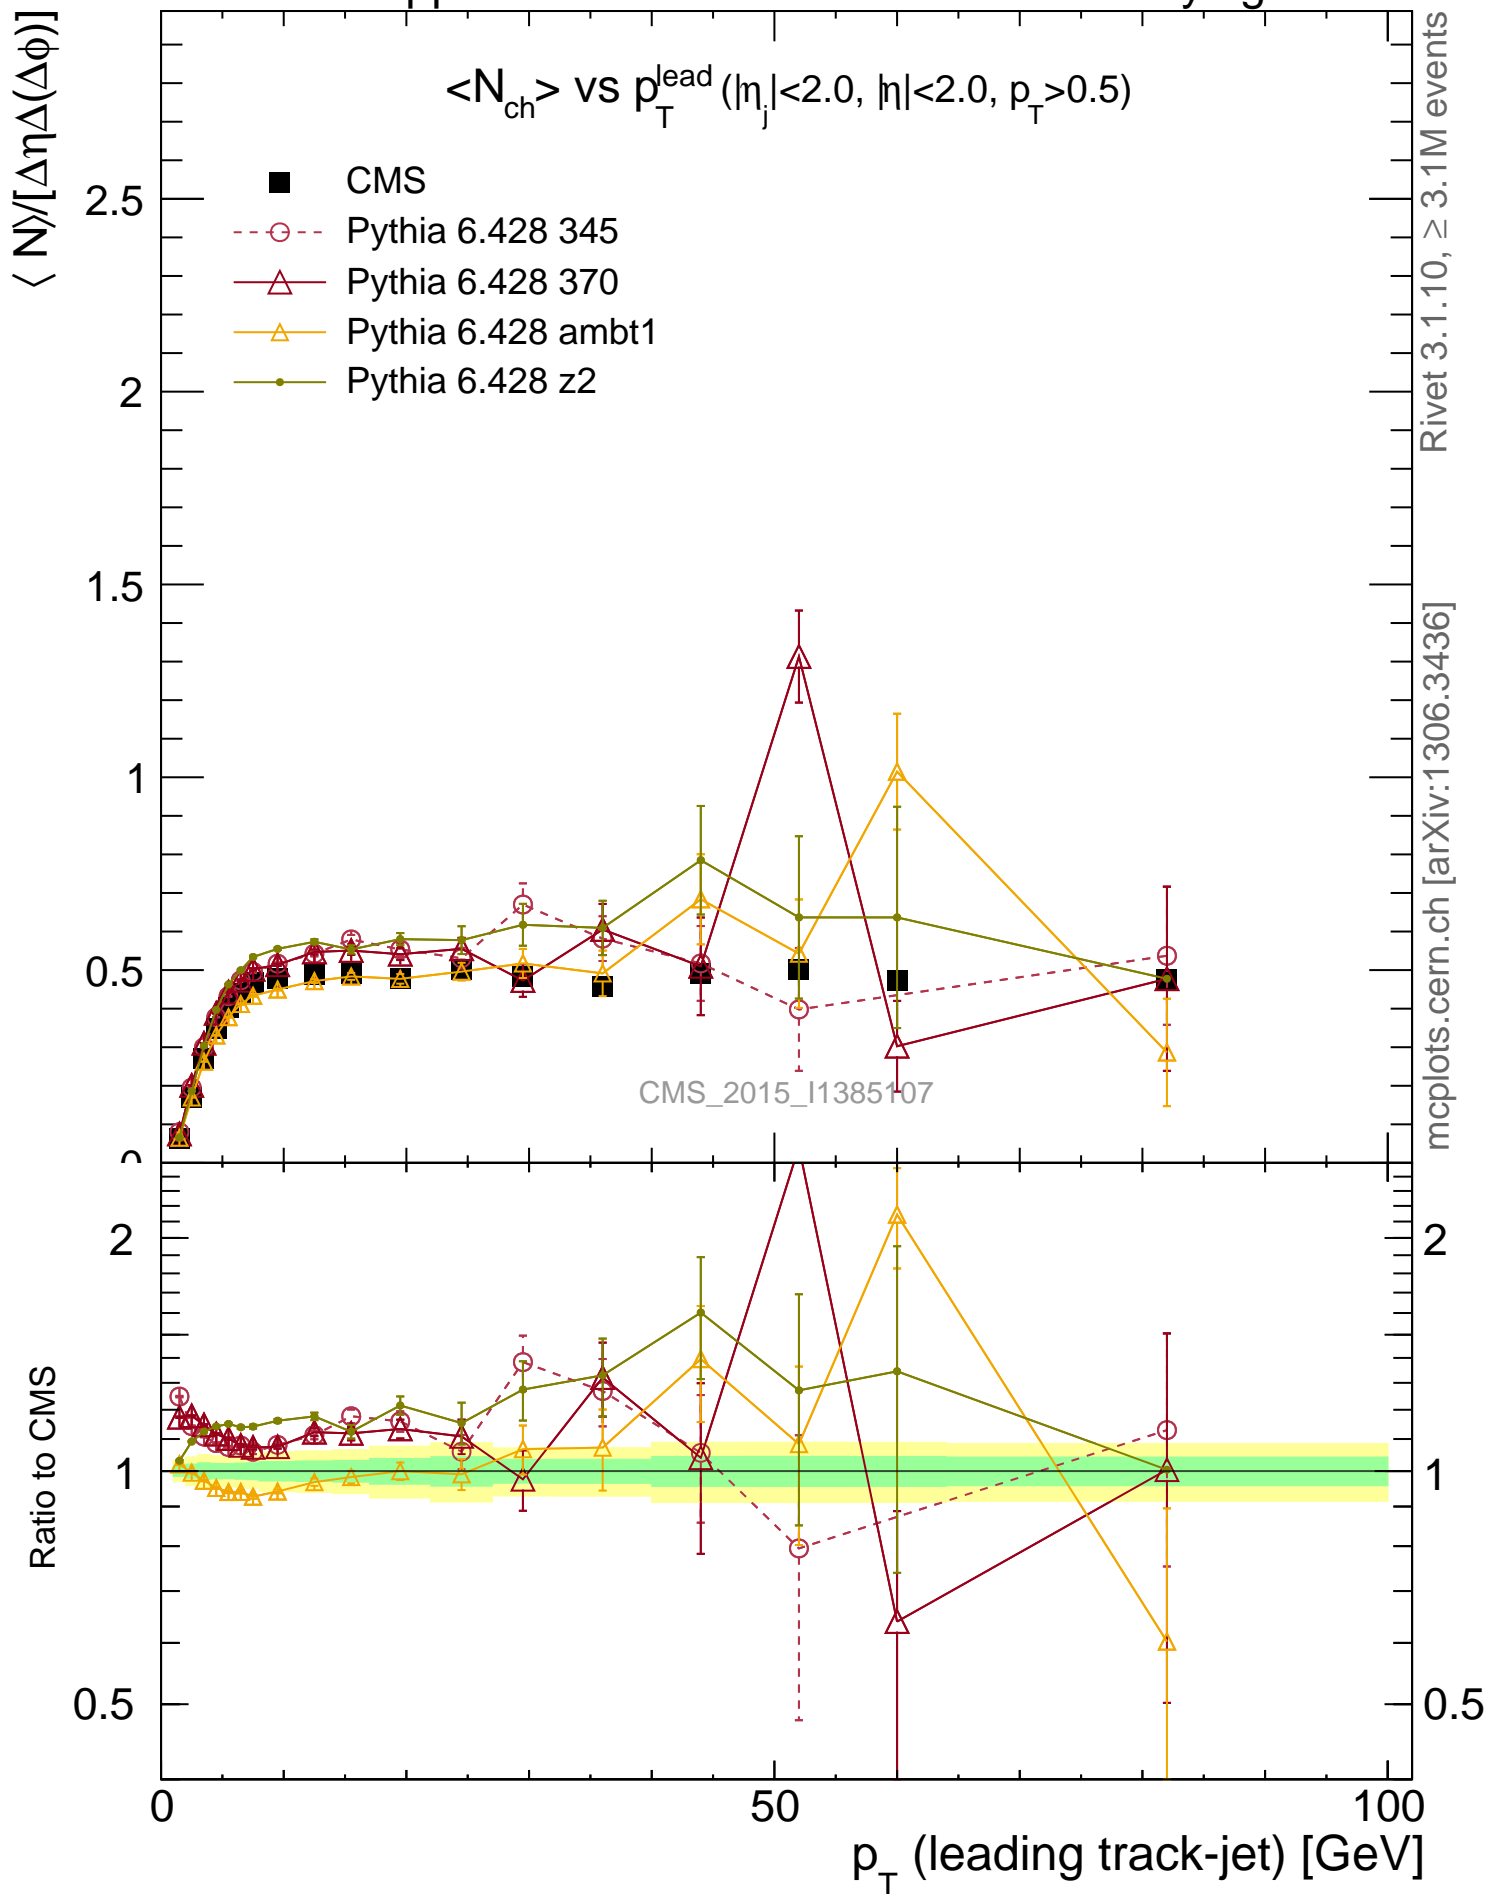 <N_ch> vs p_T^lead (|η_j|<2.0, |η|<2.0, p_T>0.5)
⟨ N⟩/[ΔηΔ(Δϕ)]
CMS
Pythia 6.428 345
Pythia 6.428 370
Pythia 6.428 ambt1
Pythia 6.428 z2
2.5
2
1.5
1
0.5
0
CMS_2015_I1385107
Rivet 3.1.10, ≥ 3.1M events
mcplots.cern.ch [arXiv:1306.3436]
Ratio to CMS
2
1
0.5
2
1
0.5
0
50
100
p_T (leading track-jet) [GeV]